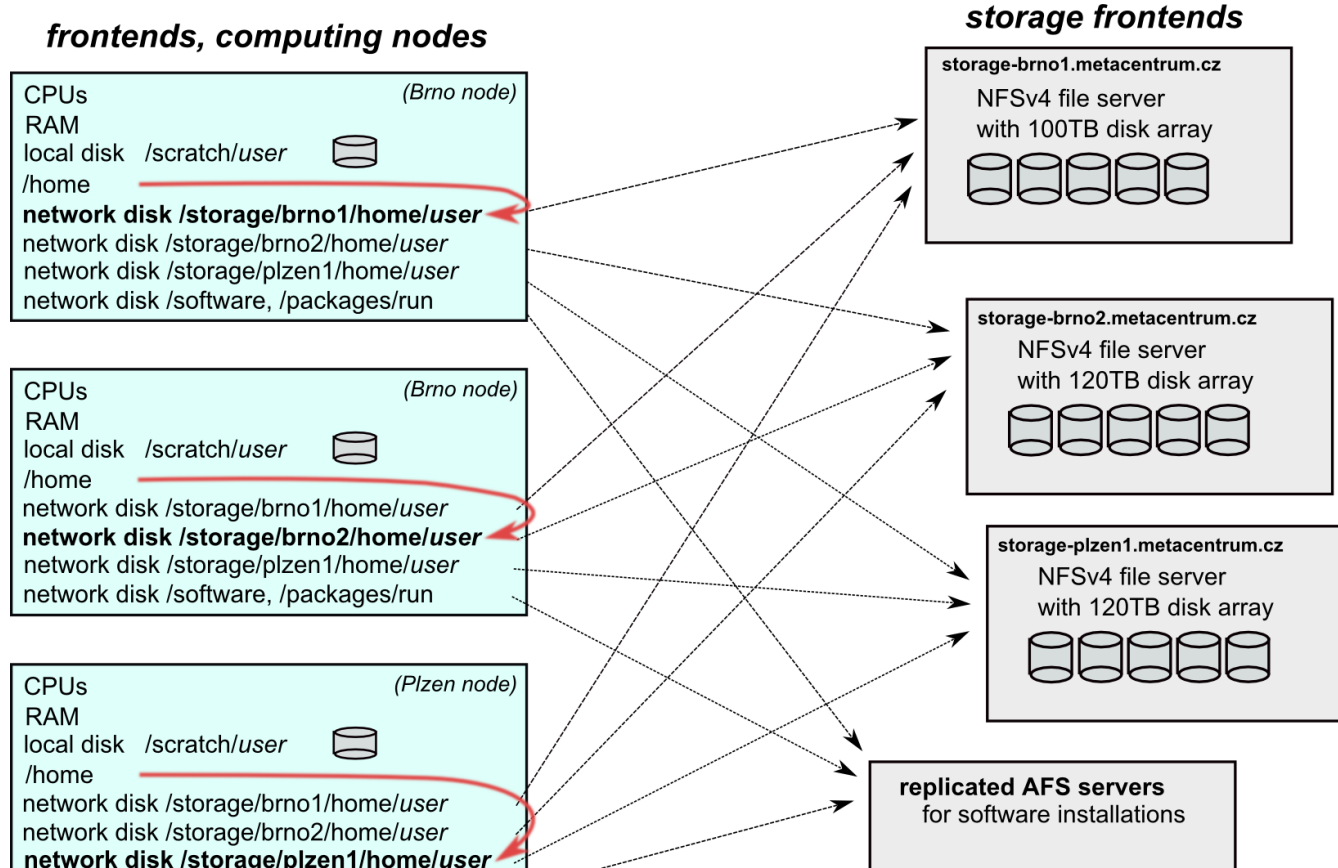 frontends, computing nodes
CPUs (Brno node)
RAM
local disk /scratch/user
/home
network disk /storage/brno1/home/user
network disk /storage/brno2/home/user
network disk /storage/plzen1/home/user
network disk /software, /packages/run
CPUs (Brno node)
RAM
local disk /scratch/user
/home
network disk /storage/brno1/home/user
network disk /storage/brno2/home/user
network disk /storage/plzen1/home/user
network disk /software, /packages/run
CPUs (Plzen node)
RAM
local disk /scratch/user
/home
network disk /storage/brno1/home/user
network disk /storage/brno2/home/user
network disk /storage/plzen1/home/user
storage frontends
storage-brno1.metacentrum.cz
NFSv4 file server
with 100TB disk array
storage-brno2.metacentrum.cz
NFSv4 file server
with 120TB disk array
storage-plzen1.metacentrum.cz
NFSv4 file server
with 120TB disk array
replicated AFS servers
for software installations